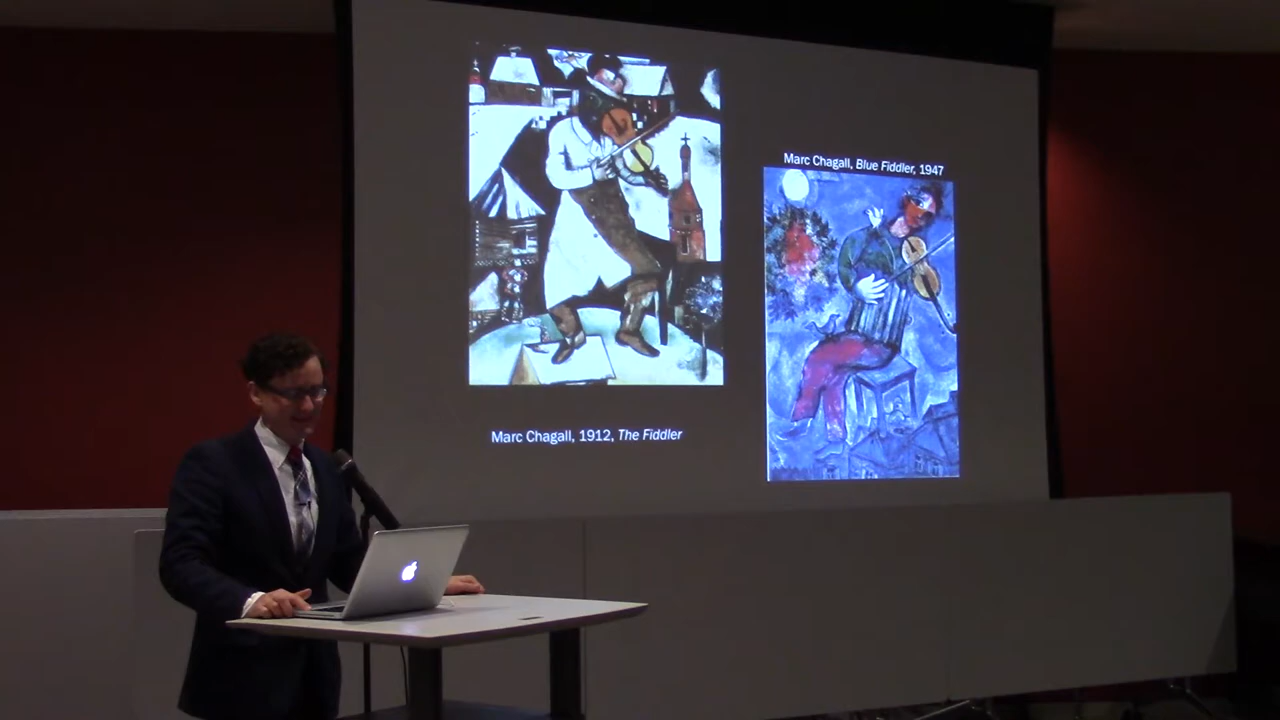 Marc Chagall, Blue Fiddler, 1947
Marc Chagall, 1912, The Fiddler